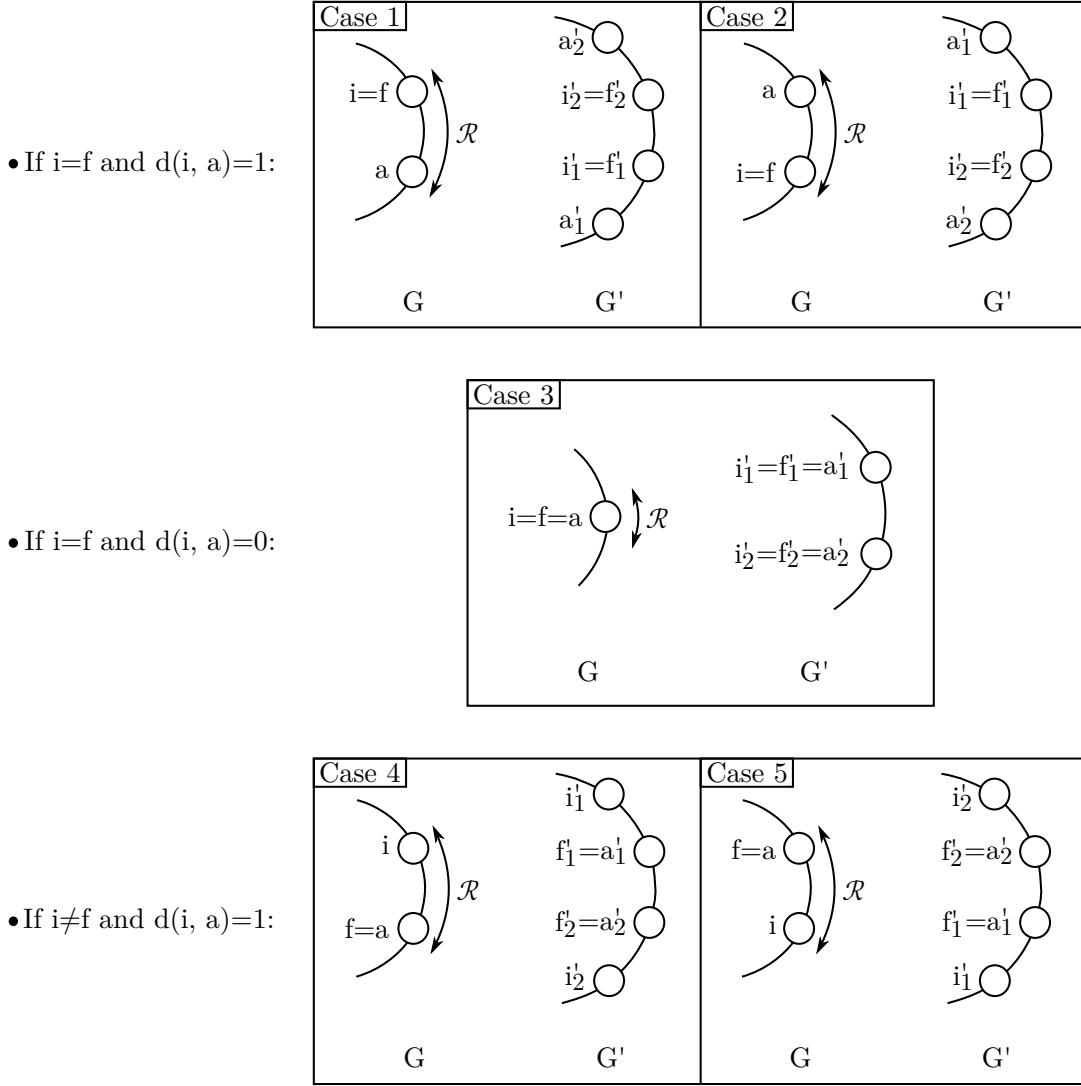 Case 1
a'2
i=f
i'2=f'2
ℛ
a
i'1=f'1
a'1
G
G'
Case 2
a'1
a
i'1=f'1
ℛ
i=f
i'2=f'2
a'2
G
G'
• If i=f and d(i, a)=1:
Case 3
i'1=f'1=a'1
i=f=a
ℛ
i'2=f'2=a'2
G
G'
• If i=f and d(i, a)=0:
Case 4
i'1
i
f'1=a'1
ℛ
f=a
f'2=a'2
i'2
G
G'
Case 5
i'2
f=a
f'2=a'2
ℛ
i
f'1=a'1
i'1
G
G'
• If i≠f and d(i, a)=1: